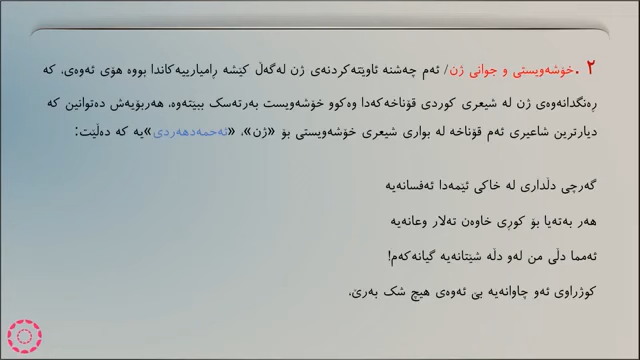 ٢ .خۆشەویستی و جوانی ژن/ ئەم چەشنە ئاوێتەکردنەی ژن لەگەڵ کێشە ڕامیارییەکاندا بووە هۆی ئەوەی، کە
ڕەنگدانەوەی ژن لە شیعری کوردی قۆناخەکەدا وەکوو خۆشەویست بەرتەسک ببێتەوە، هەربۆیەش دەتوانین کە
دیارترین شاعیری ئەم قۆناخە لە بواری شیعری خۆشەویستی بۆ «ژن»، «ئەحمەدهەردی»یە کە دەڵێت:
گەرچی دڵداری لە خاکی ئێمەدا ئەفسانەیە
هەر بەتەیا بۆ کوڕی خاوەن تەلار وعانەیە
ئەمما دڵی من لەو دڵە شێتانەیە گیانەکەم!
کوژراوی ئەو چاوانەیە بێ ئەوەی هیچ شک بەرێ،